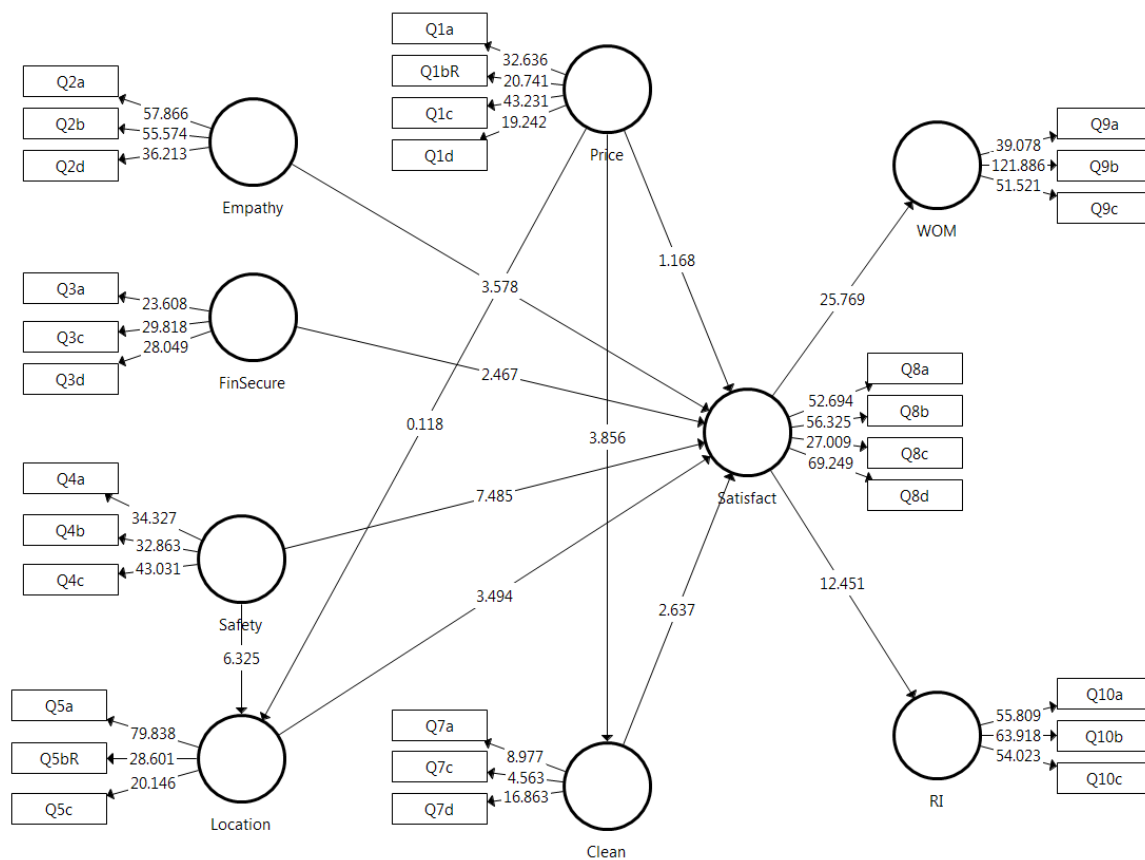 Q1a
32.636
Q1bR
20.741
Q1c
43.231
Q1d
19.242
Price
Q2a
57.866
Q2b
55.574
Q2d
36.213
Empathy
Q9a
39.078
Q9b
121.886
Q9c
51.521
WOM
Q3a
23.608
Q3c
29.818
Q3d
28.049
FinSecure
3.578
1.168
25.769
2.467
0.118
3.856
Q8a
52.694
Q8b
56.325
Q8c
27.009
Q8d
69.249
Satisfact
Q4a
34.327
Q4b
32.863
Q4c
43.031
Safety
7.485
6.325
3.494
2.637
12.451
Q5a
79.838
Q5bR
28.601
Q5c
20.146
Location
Q7a
8.977
Q7c
4.563
Q7d
16.863
Clean
Q10a
55.809
Q10b
63.918
Q10c
54.023
RI